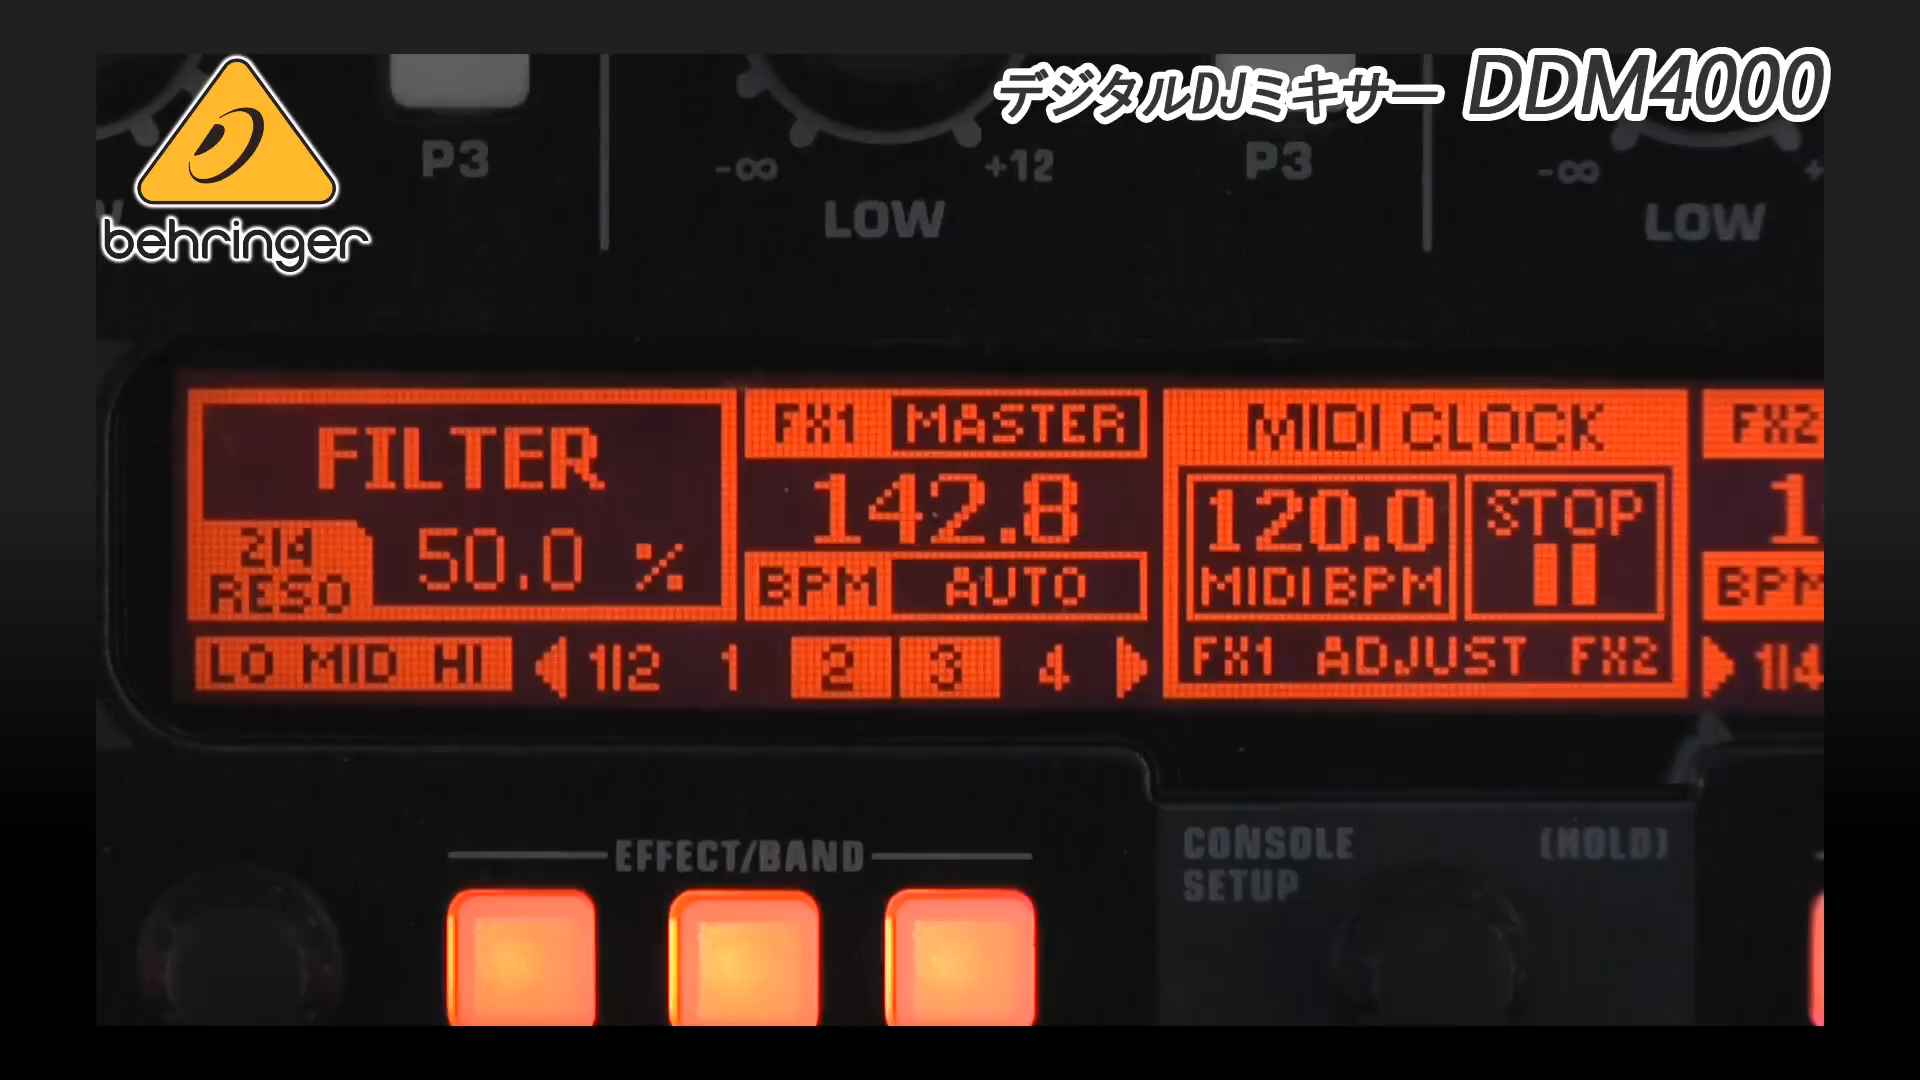 デジタルDJミキサー DDM4000
behringer
P3
-∞ +12
LOW
P3
-∞
LOW
FILTER
2/4
RESO
50.0 %
LO MID HI
FX1 MASTER
142.8
BPM AUTO
1/2 1 2 3 4
MIDI CLOCK
120.0
MIDI BPM
STOP
FX1 ADJUST FX2
FX2
BPM
1/4
EFFECT/BAND
CONSOLE
SETUP
(HOLD)